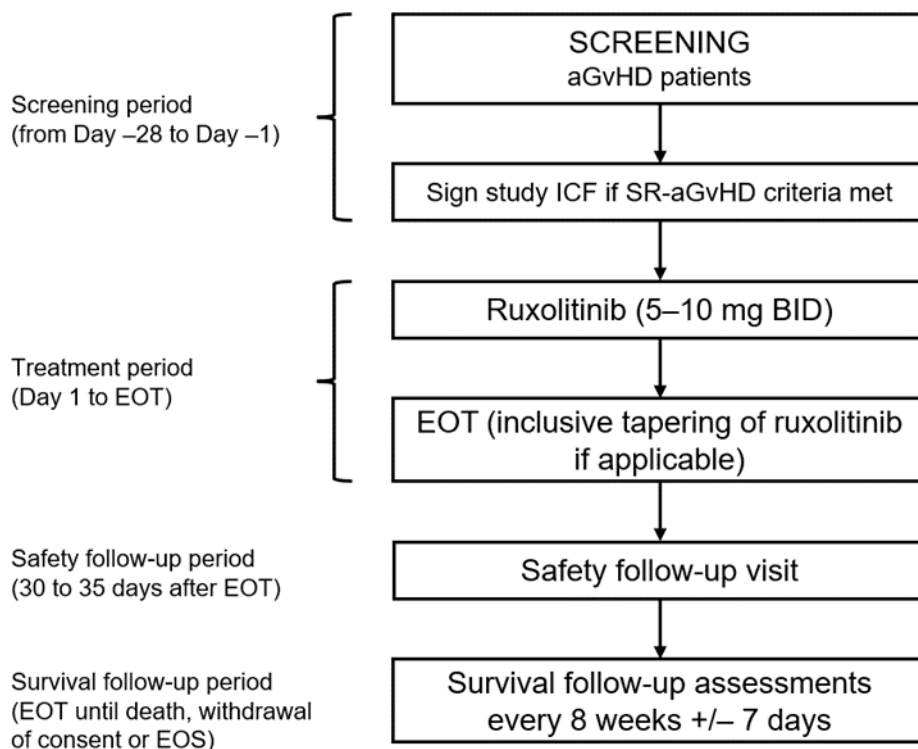 SCREENING
aGvHD patients
Screening period
(from Day –28 to Day –1)
Sign study ICF if SR-aGvHD criteria met
Ruxolitinib (5–10 mg BID)
Treatment period
(Day 1 to EOT)
EOT (inclusive tapering of ruxolitinib
if applicable)
Safety follow-up period
(30 to 35 days after EOT)
Safety follow-up visit
Survival follow-up period
(EOT until death, withdrawal
of consent or EOS)
Survival follow-up assessments
every 8 weeks +/– 7 days